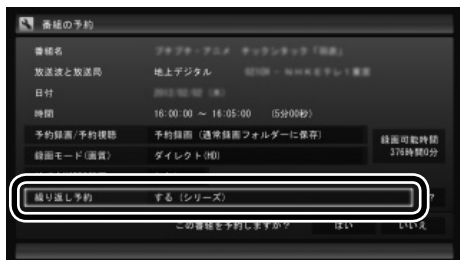 番組の予約
番組名
放送波と放送局 地上デジタル
日付
時間 16:00:00 ～ 16:05:00 (5分00秒)
予約録画/予約視聴 予約録画（通常録画フォルダーに保存）
録画可能時間
376時間0分
録画モード(画質) ダイレクト(HD)
繰り返し予約 する（シリーズ） ?
この番組を予約しますか？ はい いいえ